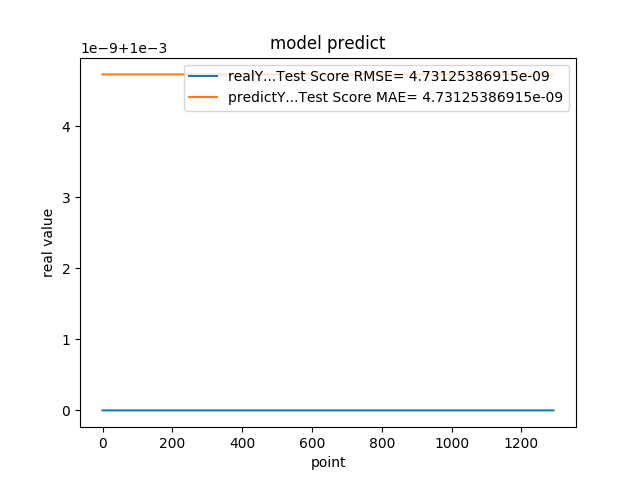 model predict
1e−9+1e−3
realY...Test Score RMSE= 4.73125386915e-09
predictY...Test Score MAE= 4.73125386915e-09
4
3
2
1
0
real value
0 200 400 600 800 1000 1200
point